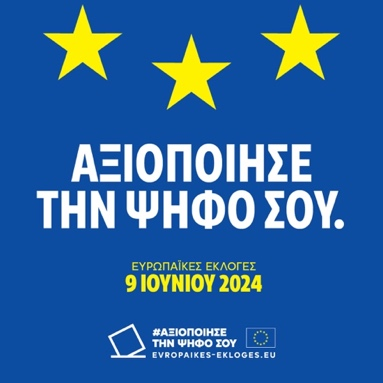 ΑΞΙΟΠΟΙΗΣΕ
ΤΗΝ ΨΗΦΟ ΣΟΥ.
ΕΥΡΩΠΑΪΚΕΣ ΕΚΛΟΓΕΣ
9 ΙΟΥΝΙΟΥ 2024
#ΑΞΙΟΠΟΙΗΣΕ
ΤΗΝ ΨΗΦΟ ΣΟΥ
EVROPAIKES-EKLOGES.EU